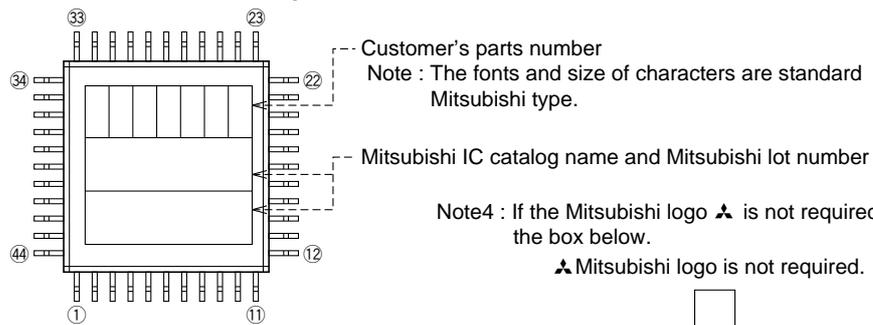 ㉝ ㉓
㉞ ㉒
Customer's parts number
Note : The fonts and size of characters are standard
Mitsubishi type.
Mitsubishi IC catalog name and Mitsubishi lot number
Note4 : If the Mitsubishi logo is not required
the box below.
Mitsubishi logo is not required.
㊹ ⑫
① ⑪